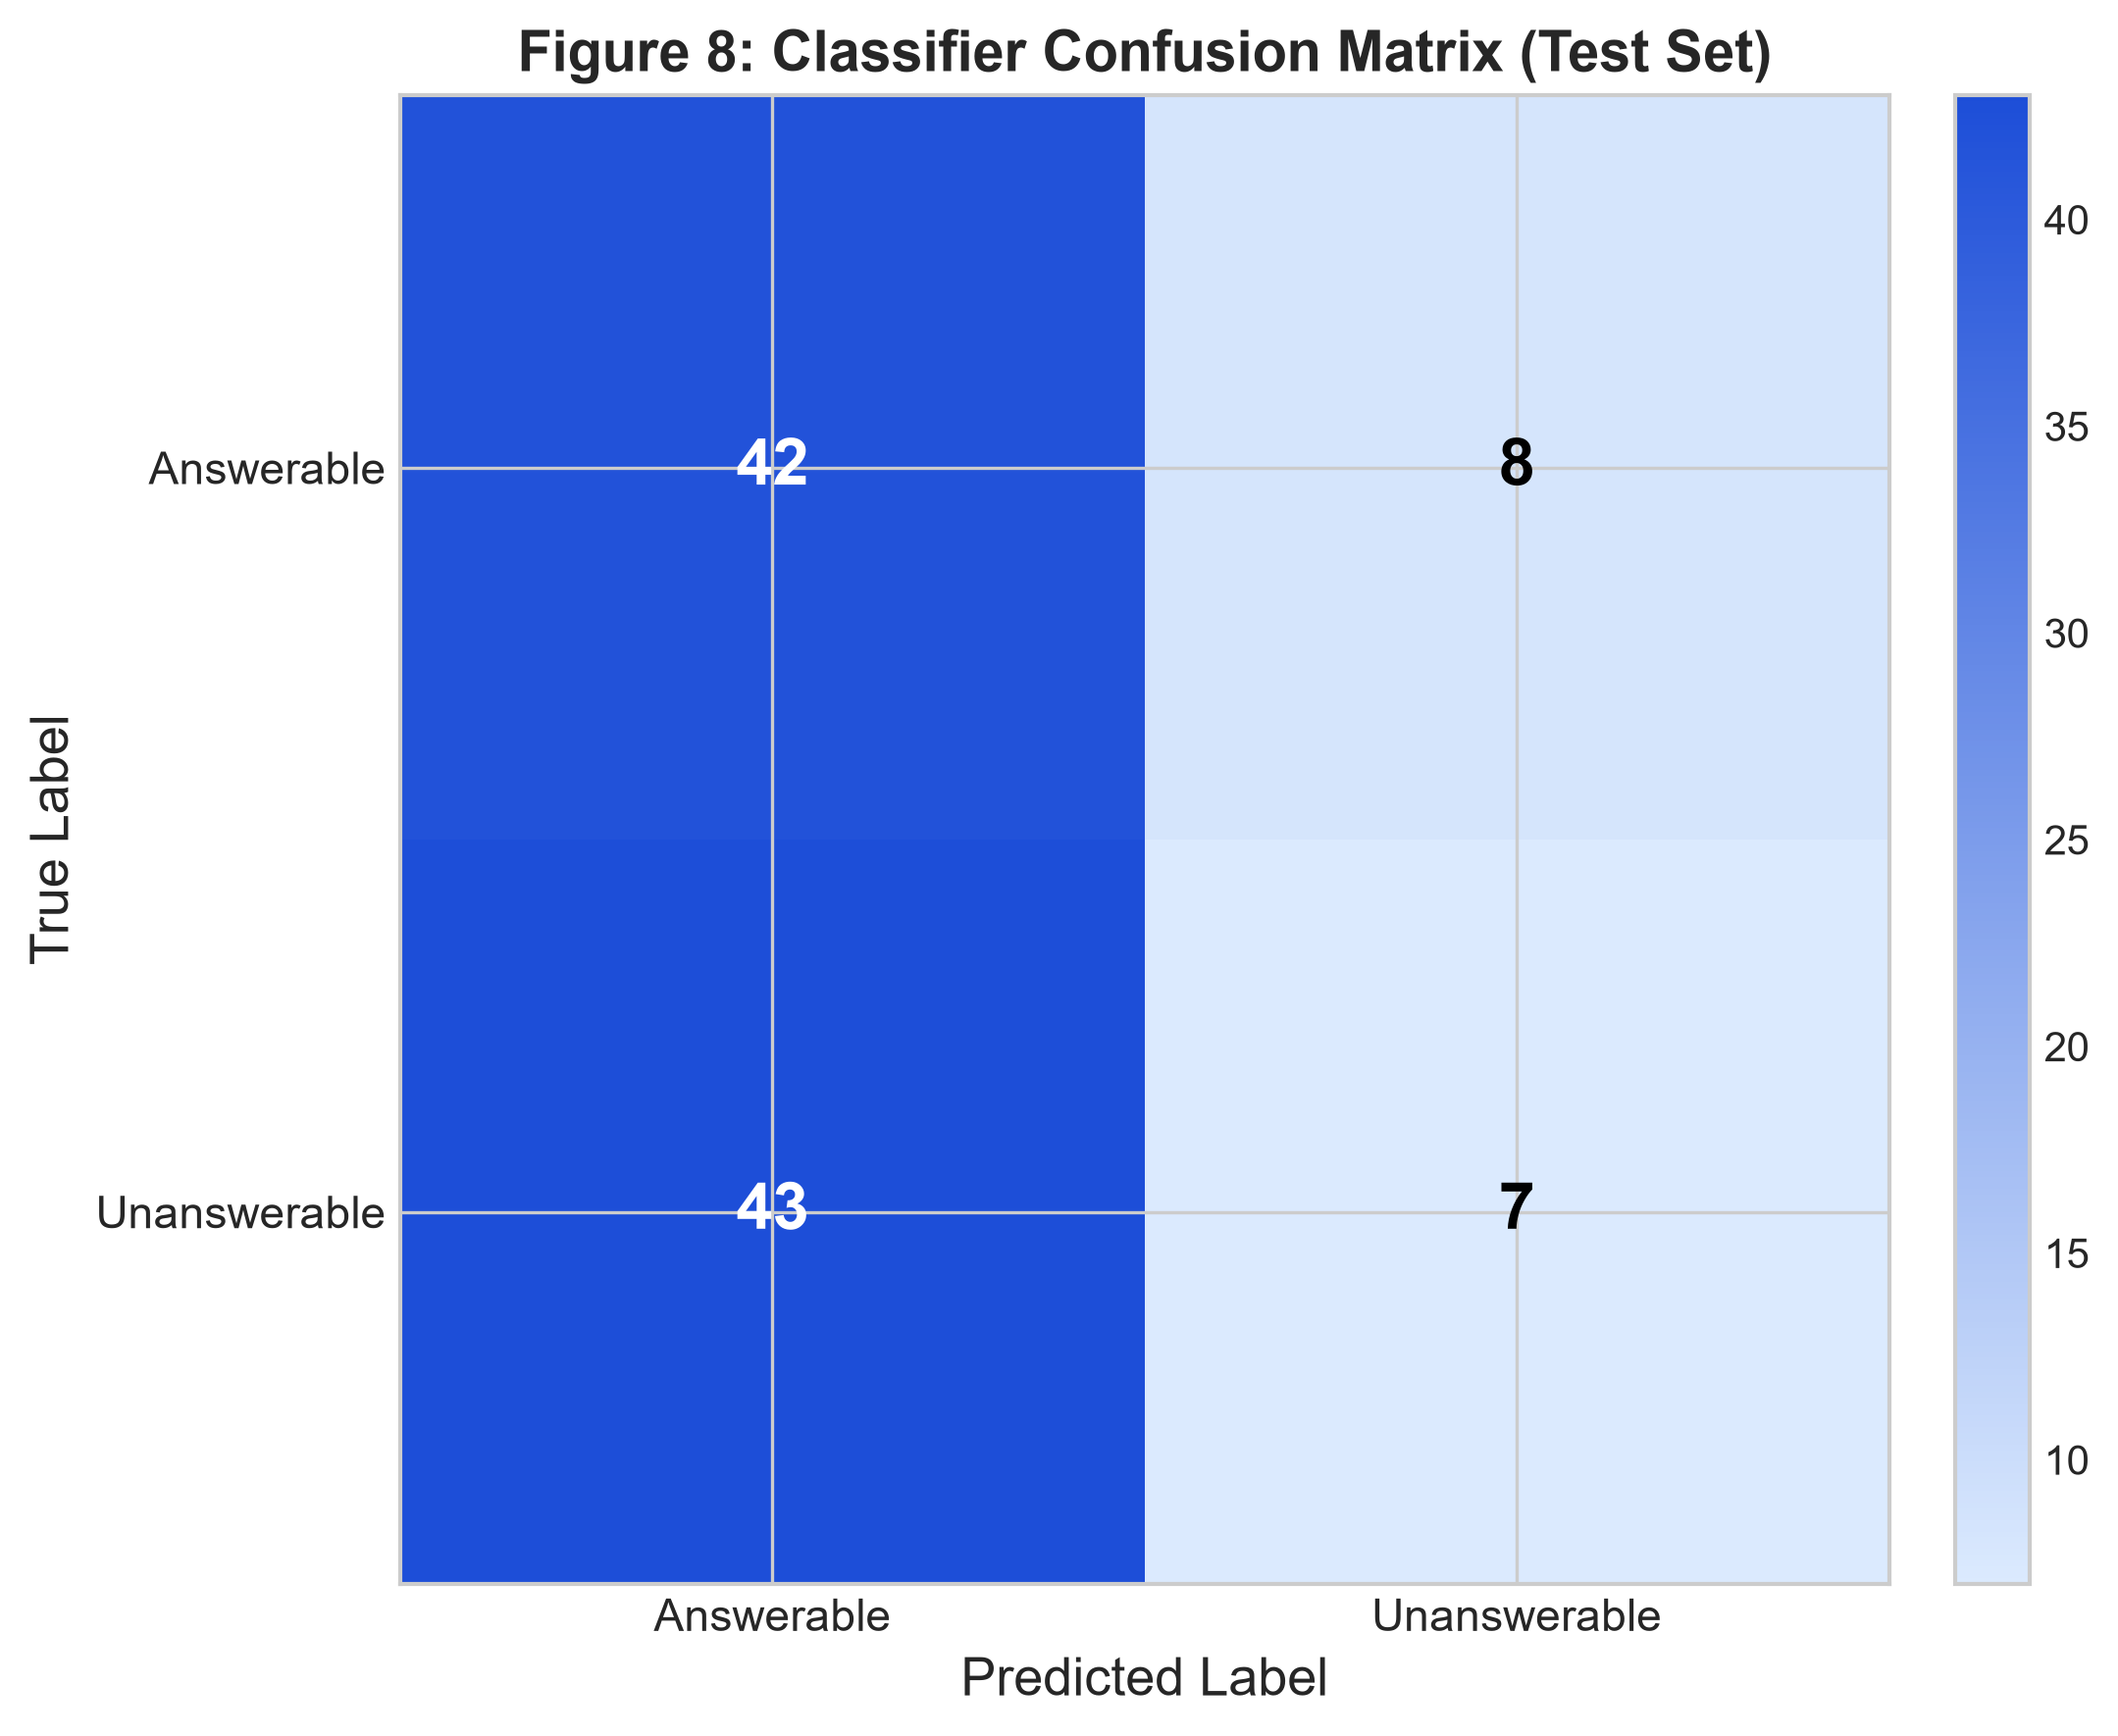 Figure 8: Classifier Confusion Matrix (Test Set)
True Label
Answerable
42
8
Unanswerable
43
7
Answerable
Unanswerable
Predicted Label
40
35
30
25
20
15
10